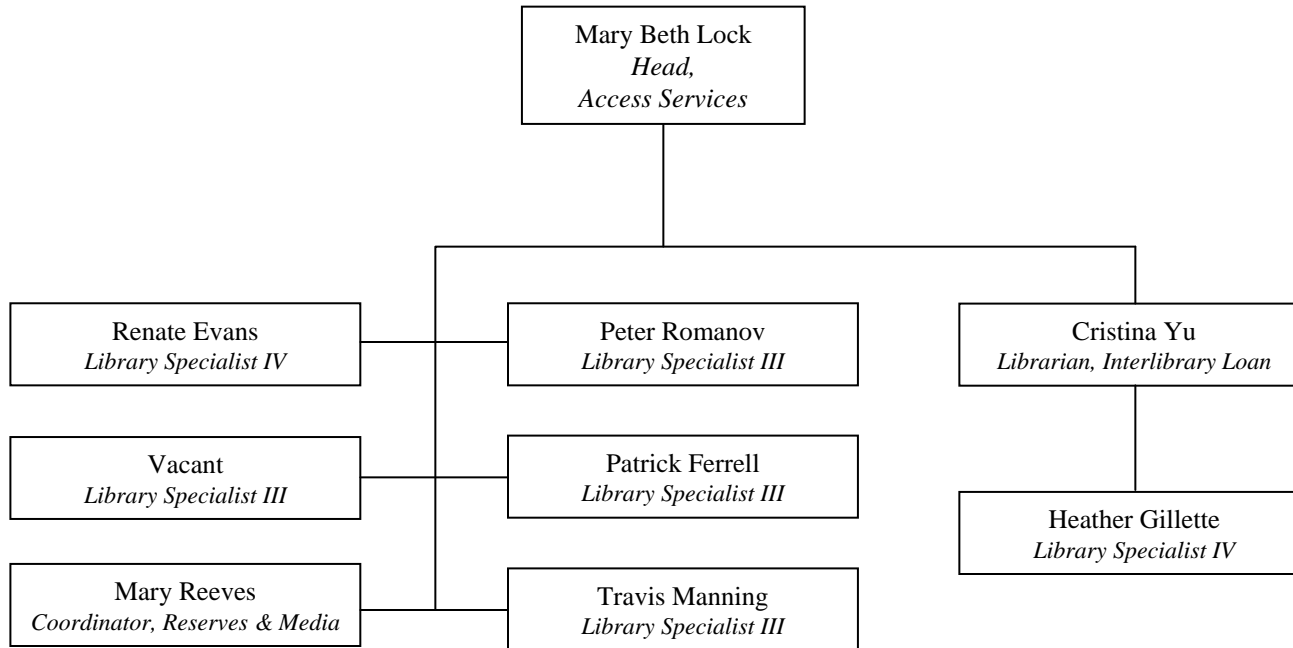 Mary Beth Lock
Head,
Access Services
Renate Evans
Library Specialist IV
Peter Romanov
Library Specialist III
Cristina Yu
Librarian, Interlibrary Loan
Vacant
Library Specialist III
Patrick Ferrell
Library Specialist III
Heather Gillette
Library Specialist IV
Mary Reeves
Coordinator, Reserves & Media
Travis Manning
Library Specialist III